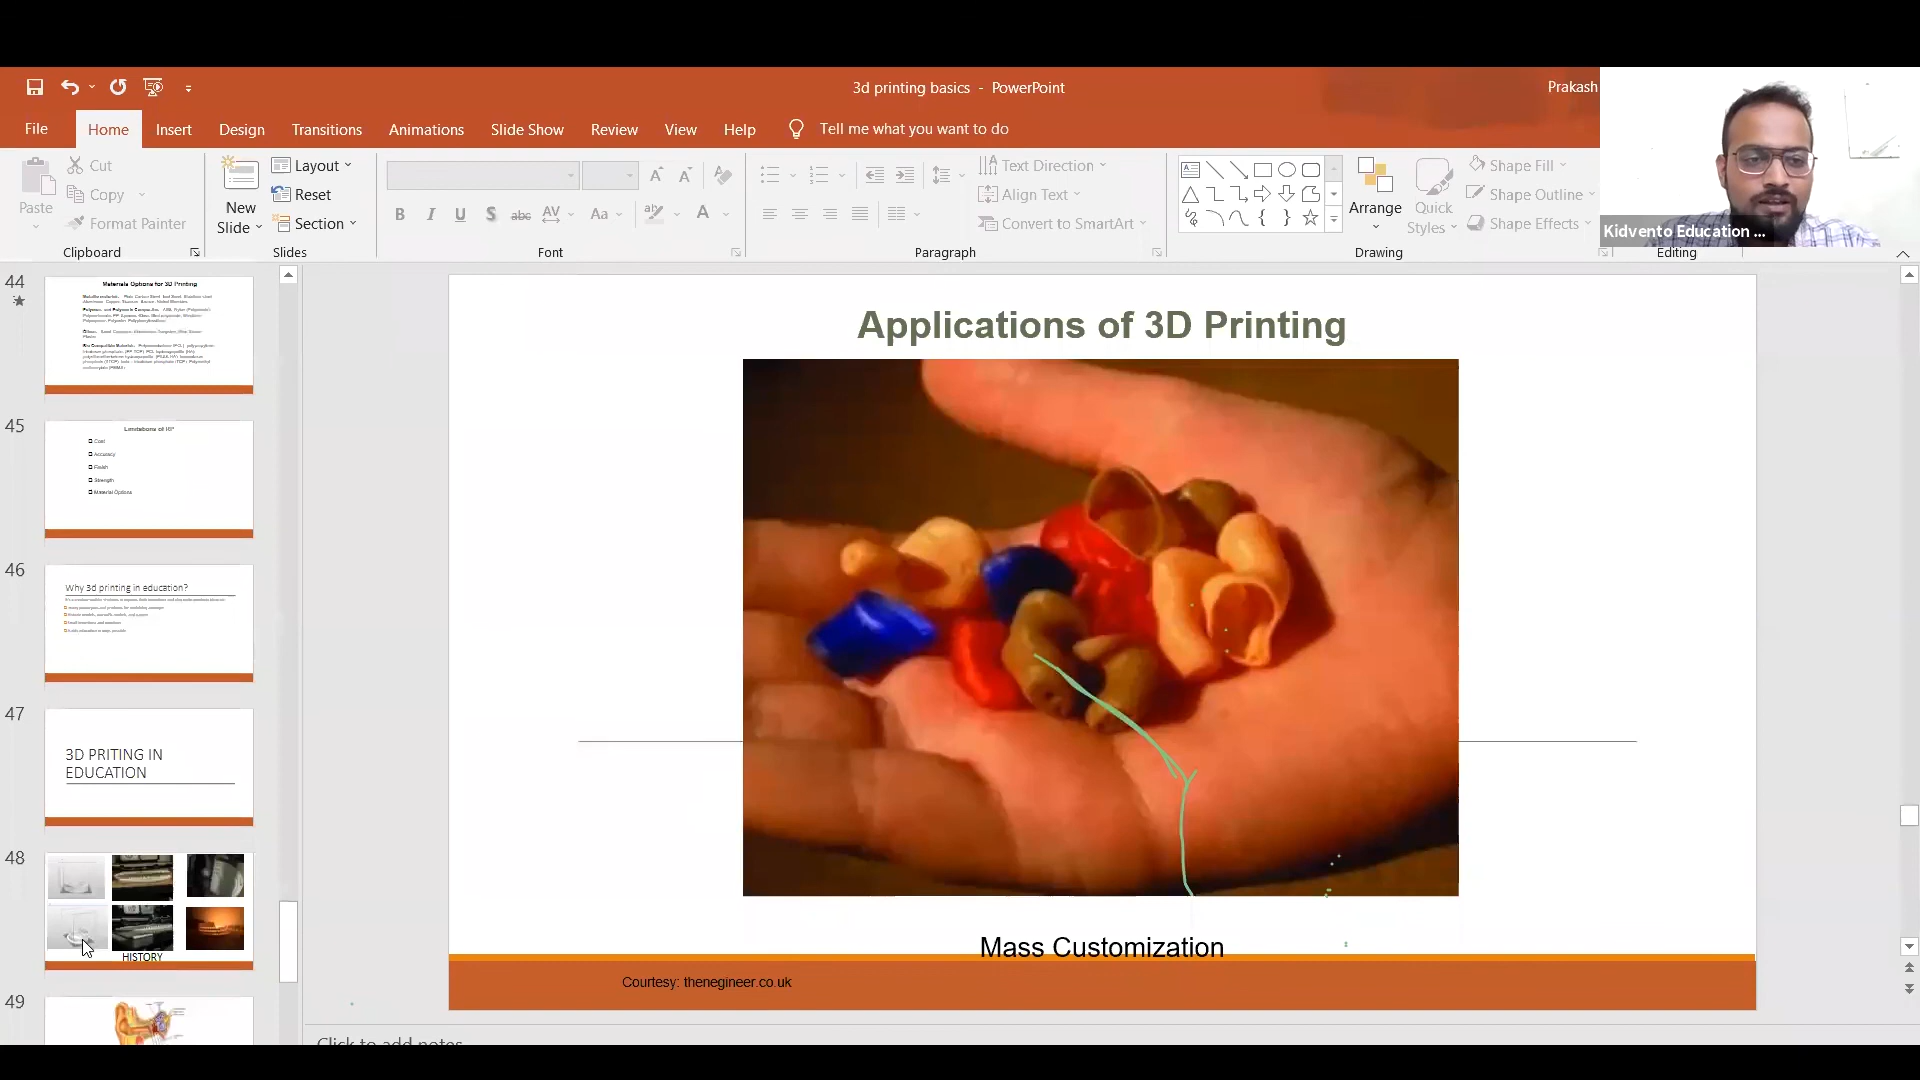 3d printing basics - PowerPoint
Prakash
File
Home
Insert
Design
Transitions
Animations
Slide Show
Review
View
Help
Tell me what you want to do
Paste
Cut
Copy
Format Painter
Clipboard
New
Slide
Layout
Reset
Section
Slides
Font
Text Direction
Align Text
Convert to SmartArt
Paragraph
Arrange
Quick
Styles
Shape Fill
Shape Outline
Shape Effects
Drawing
Editing
Kidvento Education ...
44
Materials Options for 3D Printing
45
Limitations of RP
Cost
Accuracy
Finish
Strength
Material Options
46
Why 3d printing in education?
47
3D PRITING IN
EDUCATION
48
HISTORY
49
Applications of 3D Printing
Mass Customization
Courtesy: thenegineer.co.uk
Click to add notes